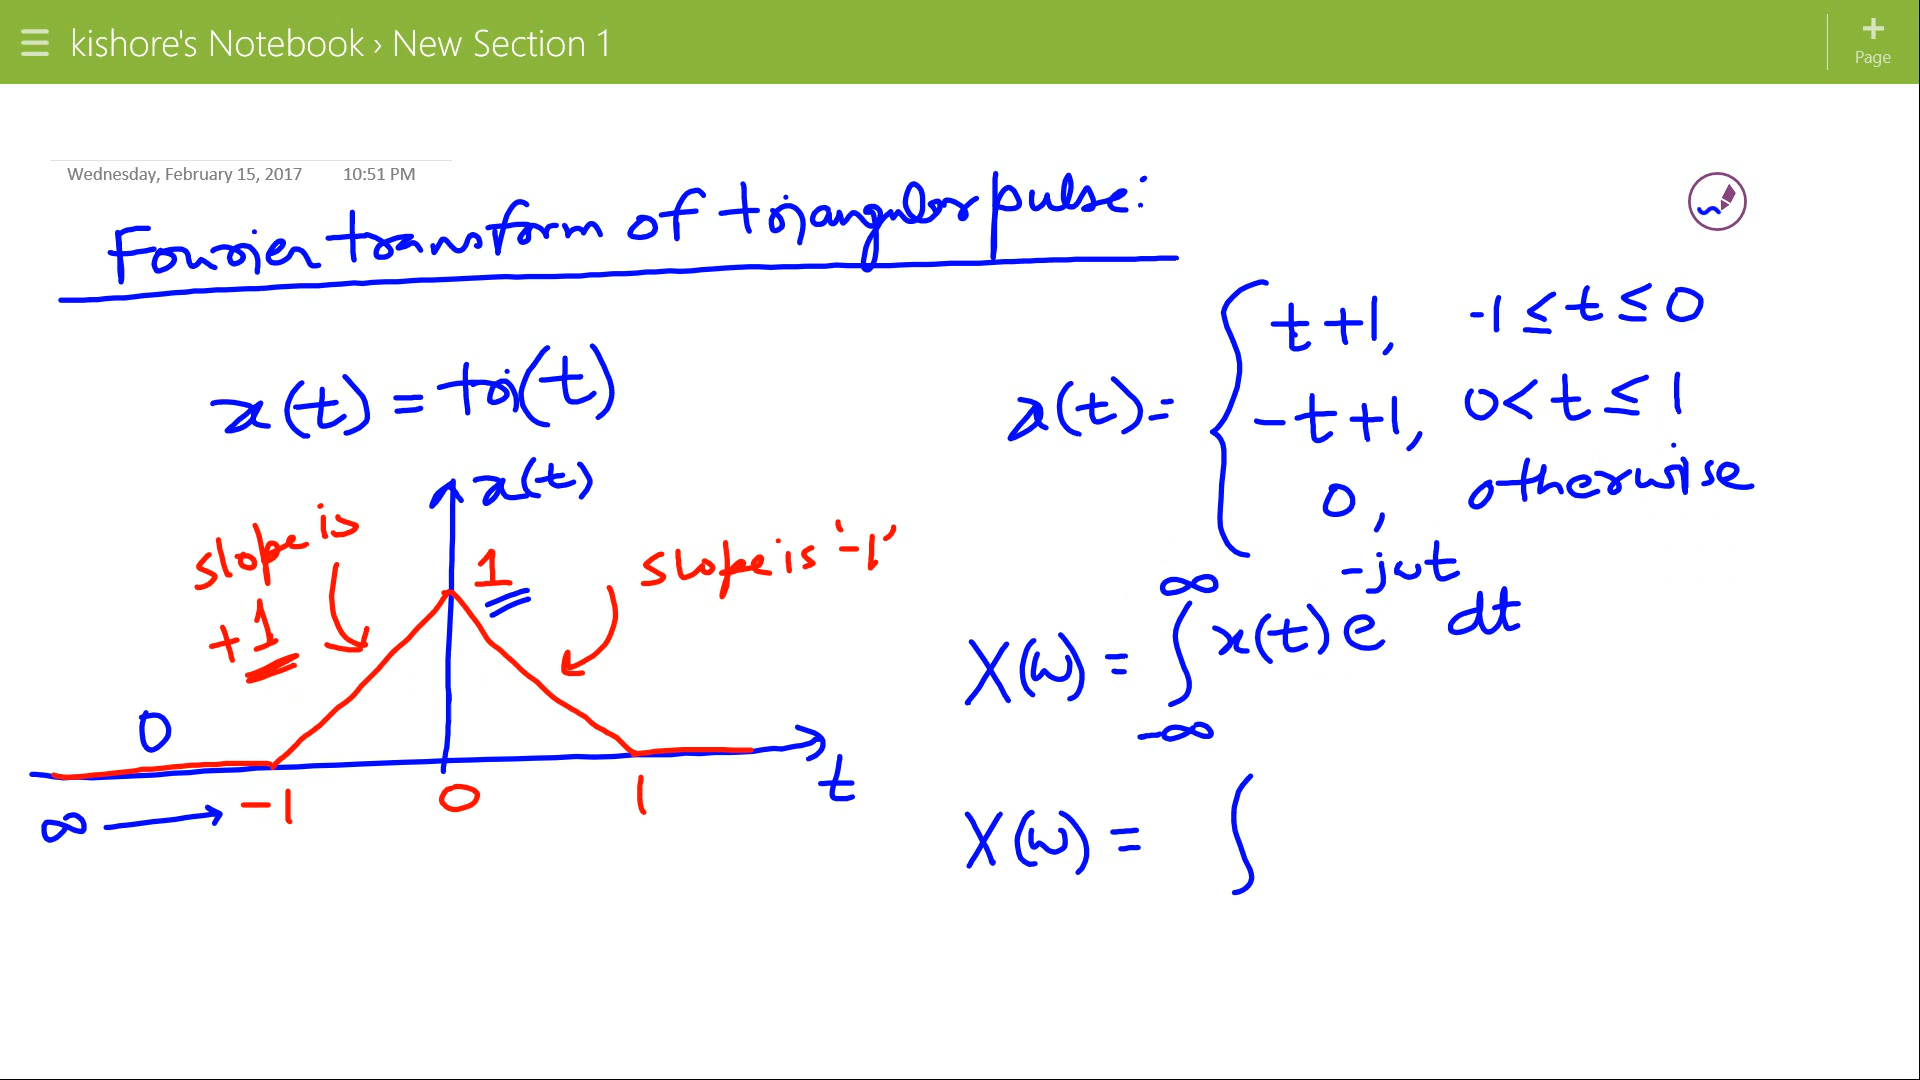 kishore's Notebook › New Section 1
Page
Wednesday, February 15, 2017 10:51 PM
Fourier transform of triangular pulse:
x(t) = tri(t)
x(t)
slope is
+1
1
slope is '-1'
0
-1
0
1
t
∞ →
x(t) = { t+1, -1 ≤ t ≤ 0
-t+1, 0 < t ≤ 1
0, otherwise
X(ω) = ∫_{-∞}^{∞} x(t) e^{-jωt} dt
X(ω) = ∫